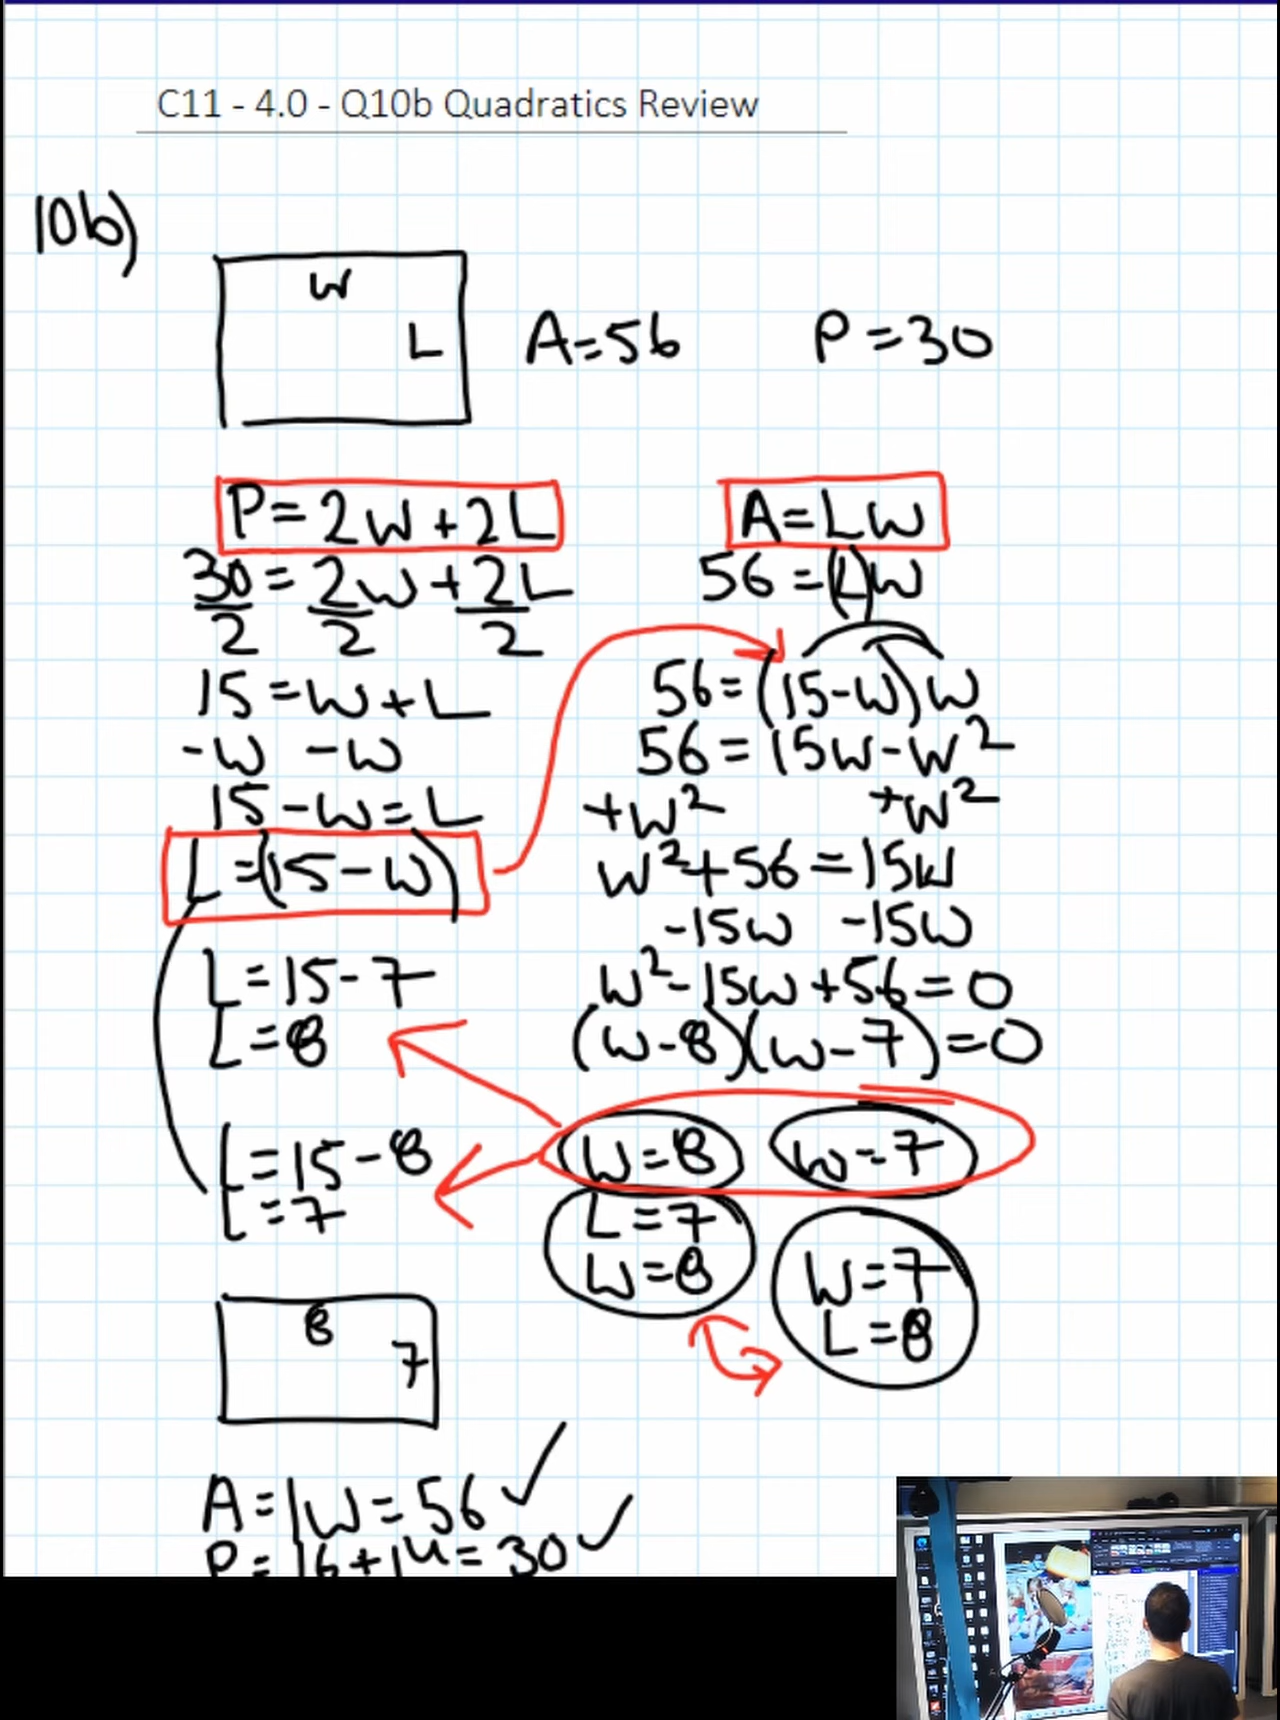 C11 - 4.0 - Q10b Quadratics Review
10b)
W
L
A=56
P=30
P=2W+2L
30/2=2W/2+2L/2
15=W+L
-W -W
15-W=L
L=(15-W)
L=15-7
L=8
L=15-8
L=7
8
7
A=lW=56✓
P=16+14=30✓
A=LW
56=(L)W
56=(15-W)W
56=15W-W²
+W² +W²
W²+56=15W
-15W -15W
W²-15W+56=0
(W-8)(W-7)=0
W=8 W=7
L=7
W=8
W=7
L=8